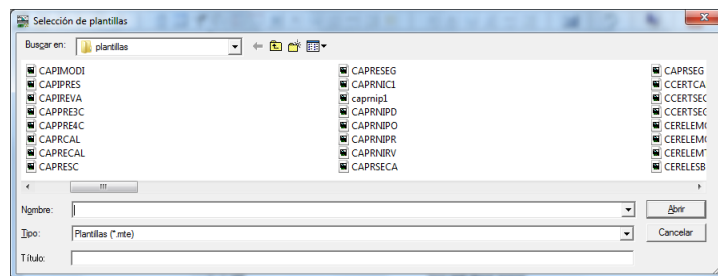 Selección de plantillas
Buscar en: plantillas
CAPIMODI CAPRESEG CAPRSEG
CAPIPRES CAPRNIC1 CCERTCA
CAPIREVA caprnip1 CCERTSEC
CAPPRE3C CAPRNIPD CCERTSEC
CAPPRE4C CAPRNIPO CERELEM
CAPRCAL CAPRNIPR CERELEM
CAPRECAL CAPRNIRV CERELEMT
CAPRESC CAPRSECA CERELESB
Nombre: Abrir
Tipo: Plantillas (*.mte) Cancelar
Título: